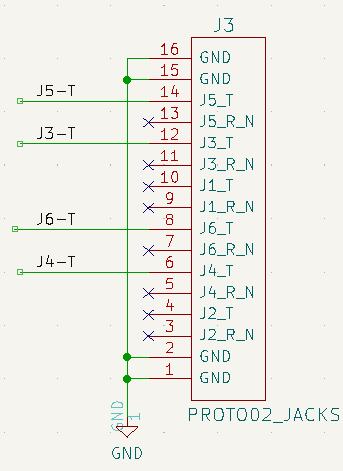 J3
16 GND
15 GND
J5-T 14 J5_T
13 J5_R_N
J3-T 12 J3_T
11 J3_R_N
10 J1_T
9 J1_R_N
J6-T 8 J6_T
7 J6_R_N
J4-T 6 J4_T
5 J4_R_N
4 J2_T
3 J2_R_N
2 GND
1 GND
GND 1
PROTO02_JACKS
GND